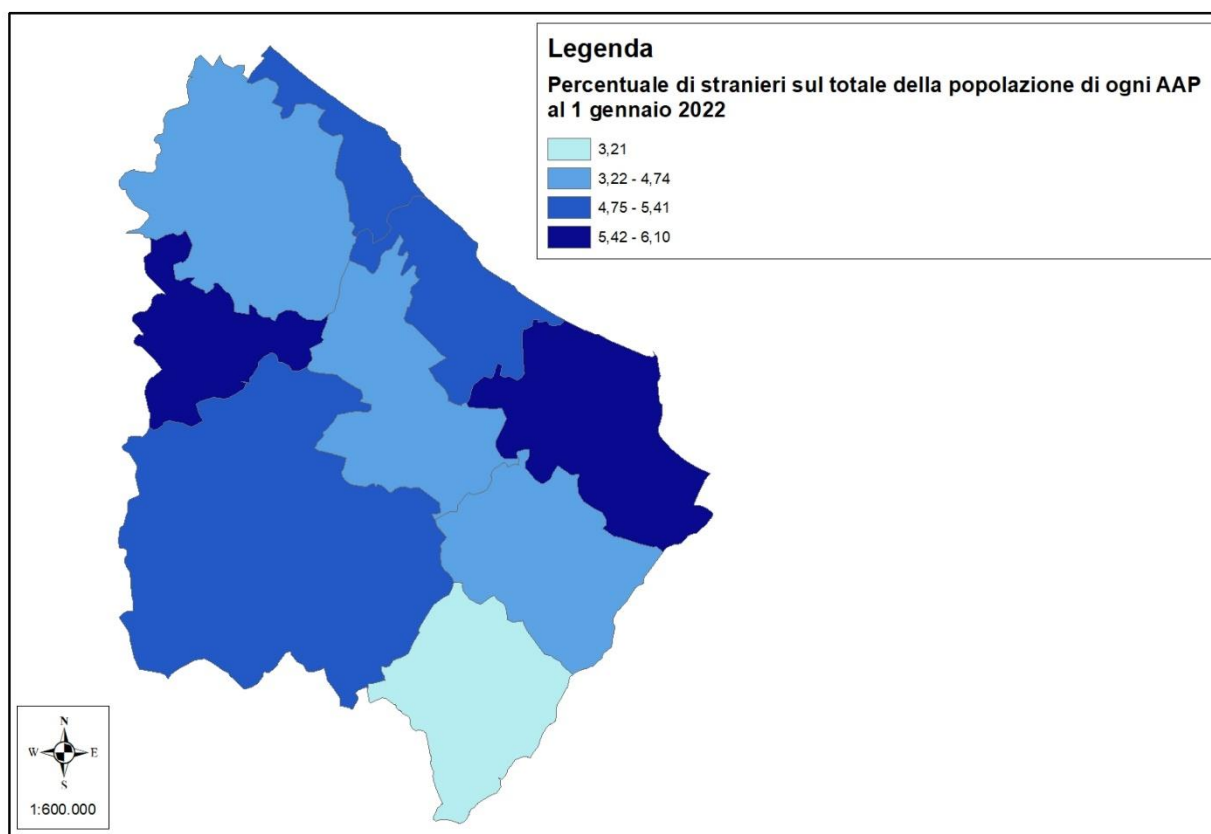 Legenda
Percentuale di stranieri sul totale della popolazione di ogni AAP
al 1 gennaio 2022
3,21
3,22 - 4,74
4,75 - 5,41
5,42 - 6,10
N
W E
S
1:600.000